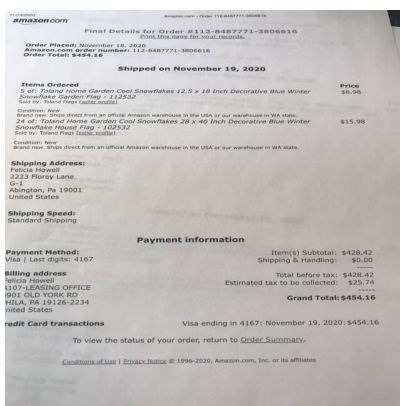 11/23/2020
Amazon.com - Order 112-8487771-3806616
amazon.com
Final Details for Order #112-8487771-3806616
Print this page for your records.
Order Placed: November 18, 2020
Amazon.com order number: 112-8487771-3806616
Order Total: $454.16
Shipped on November 19, 2020
Items Ordered Price
5 of: Toland Home Garden Cool Snowflakes 12.5 x 18 Inch Decorative Blue Winter $8.98
Snowflake Garden Flag - 112532
Sold by: Toland Flags (seller profile)
Condition: New
Brand new. Ships direct from an official Amazon warehouse in the USA or our warehouse in WA state.
24 of: Toland Home Garden Cool Snowflakes 28 x 40 Inch Decorative Blue Winter $15.98
Snowflake House Flag - 102532
Sold by: Toland Flags (seller profile)
Condition: New
Brand new. Ships direct from an official Amazon warehouse in the USA or our warehouse in WA state.
Shipping Address:
Felicia Howell
2223 Florey Lane
G-1
Abington, Pa 19001
United States
Shipping Speed:
Standard Shipping
Payment information
Payment Method:
Visa | Last digits: 4167
Item(s) Subtotal: $428.42
Shipping & Handling: $0.00
-----
Billing address
Felicia Howell
A107-LEASING OFFICE
5901 OLD YORK RD
PHILA, PA 19126-2234
United States
Total before tax: $428.42
Estimated tax to be collected: $25.74
-----
Grand Total: $454.16
redit Card transactions Visa ending in 4167: November 19, 2020: $454.16
To view the status of your order, return to Order Summary.
Conditions of Use | Privacy Notice © 1996-2020, Amazon.com, Inc. or its affiliates